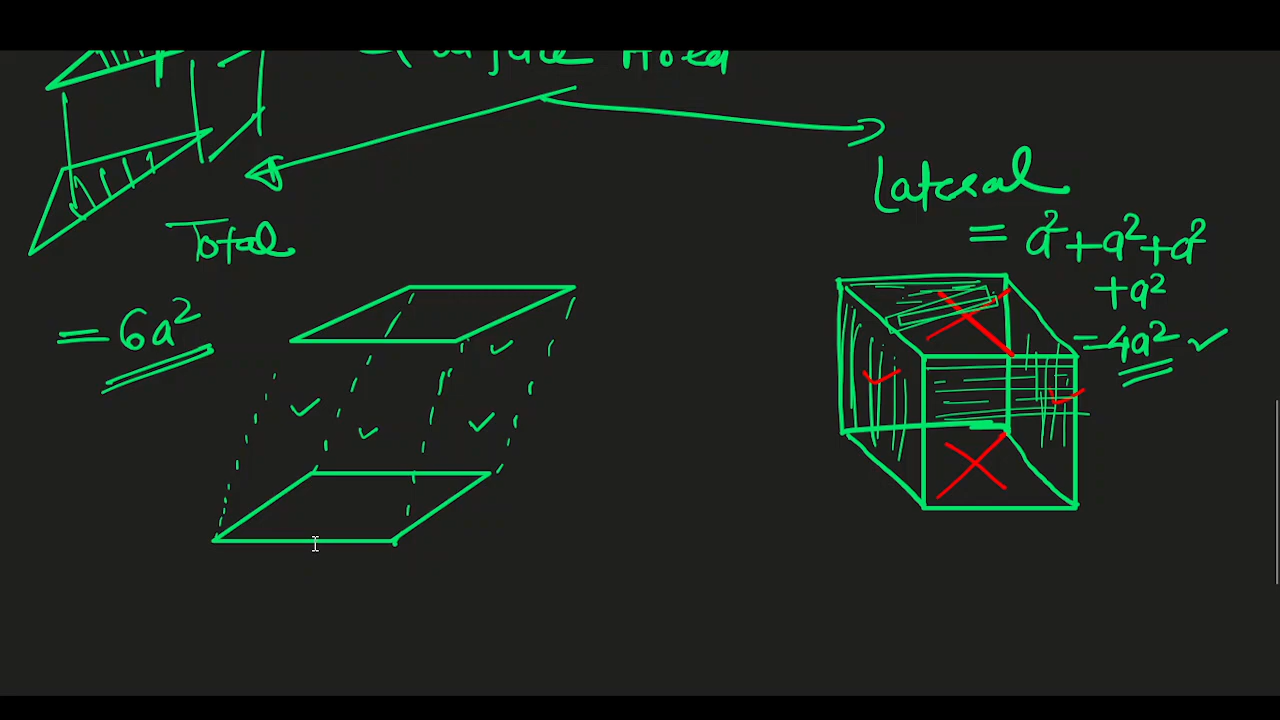 Lateral
= a² + a² + a²
+ a²
= 4a²
Total
= 6a²